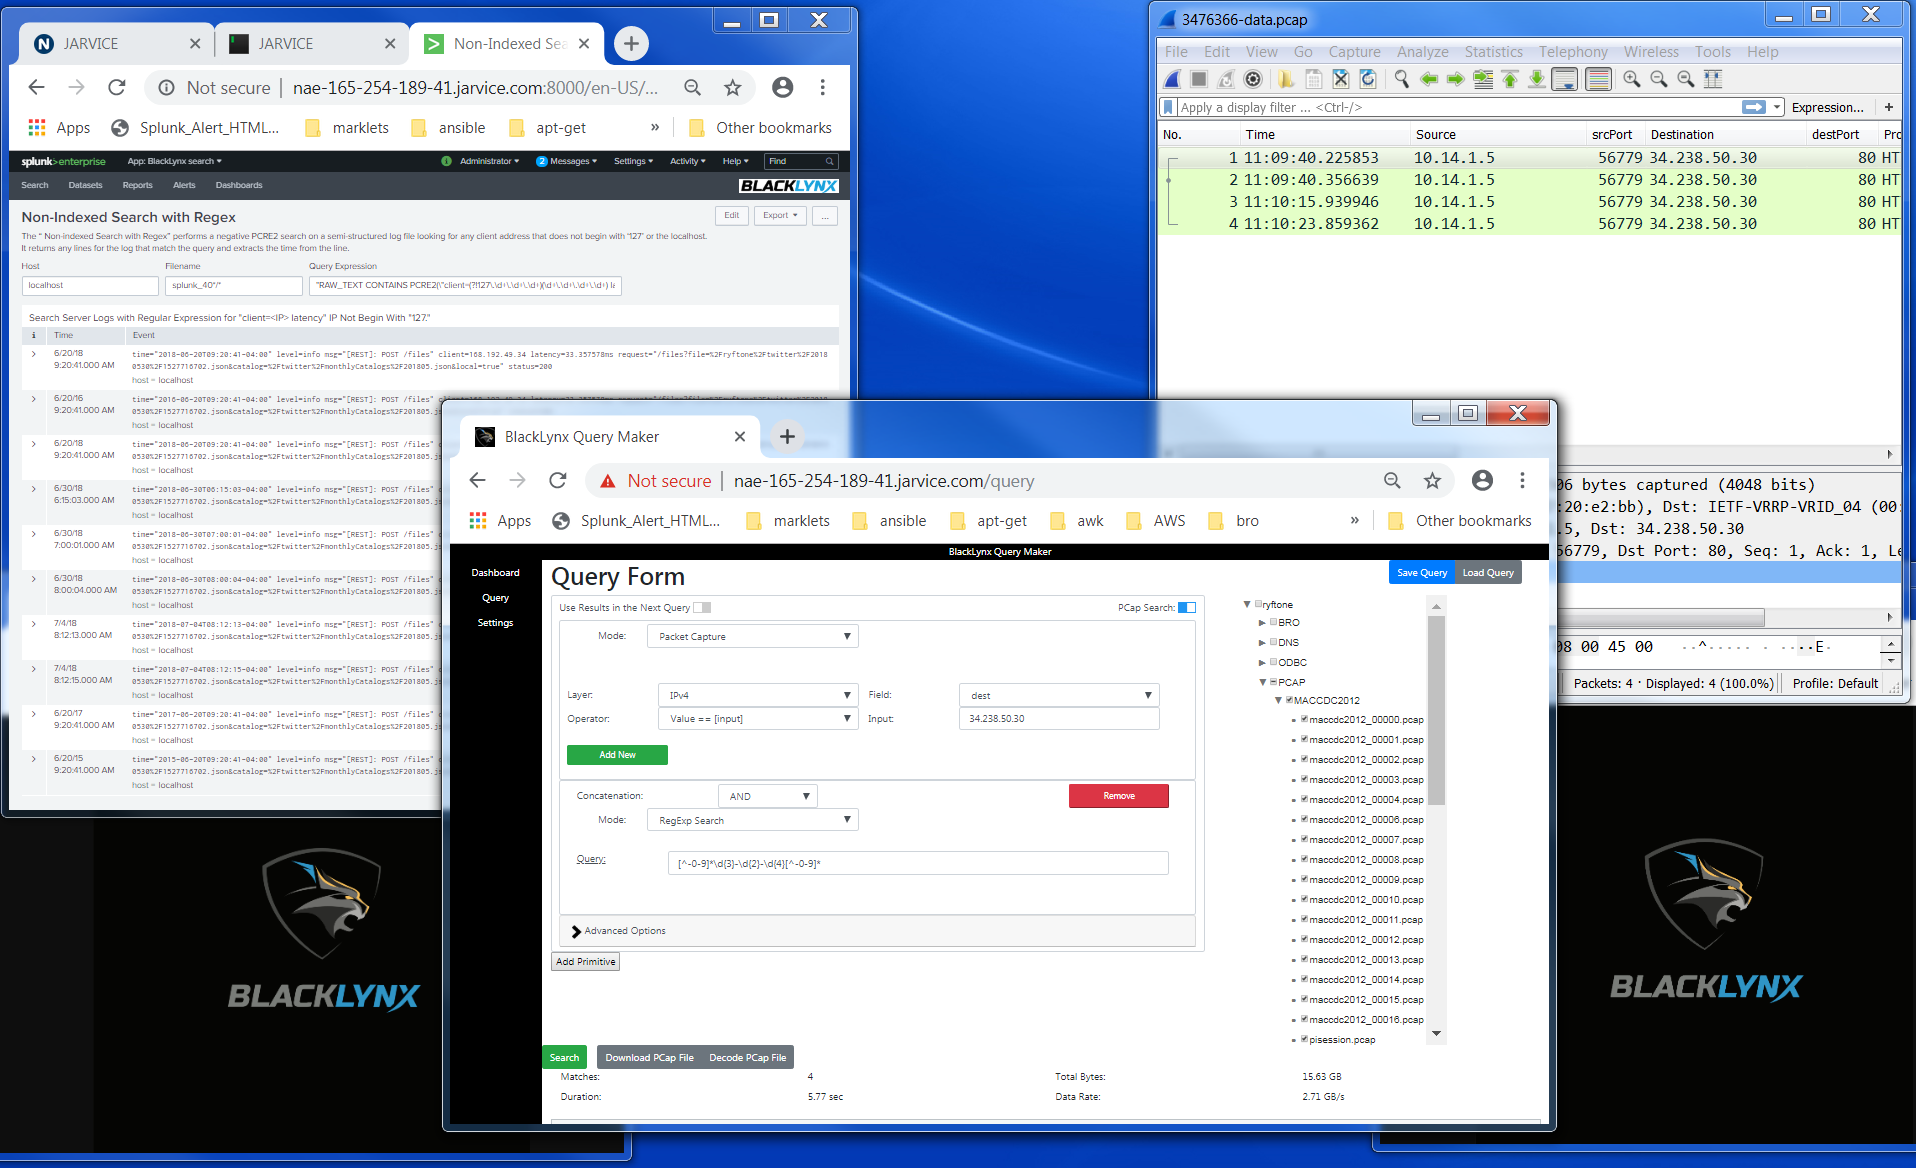 JARVICE
JARVICE
Non-Indexed Sea
Not secure | nae-165-254-189-41.jarvice.com:8000/en-US/...
Apps Splunk_Alert_HTML... marklets ansible apt-get » Other bookmarks
splunk>enterprise App: BlackLynx search Administrator 2 Messages Settings Activity Help Find
Search Datasets Reports Alerts Dashboards BLACKLYNX
Non-Indexed Search with Regex Edit Export ...
The " Non-indexed Search with Regex" performs a negative PCRE2 search on a semi-structured log file looking for any client address that does not begin with '127' or the localhost.
It returns any lines for the log that match the query and extracts the time from the line.
Host Filename Query Expression
localhost splunk_40*/* "RAW_TEXT CONTAINS PCRE2(\"client=(?!127\.\d+\.\d+\.\d+)(\d+\.\d+\.\d+\.\d+) la
Search Server Logs with Regular Expression for "client=<IP> latency" IP Not Begin With "127."
i Time Event
6/20/18 time="2018-06-20T09:20:41-04:00" level=info msg="[REST]: POST /files" client=168.192.49.34 latency=33.357578ms request="/files?file=%2Fryftone%2Ftwitter%2F2018
9:20:41.000 AM 0530%2F1527716702.json&catalog=%2Ftwitter%2FmonthlyCatalogs%2F201805.json&local=true" status=200
host = localhost
6/20/16 time="2016-06-20T09:20:41-04:00" level=info msg="[REST]: POST /files"
9:20:41.000 AM 0530%2F1527716702.json&catalog=%2Ftwitter%2FmonthlyCatalogs%2F201805.js
host = localhost
6/20/18 time="2018-06-20T09:20:41-04:00" level=info msg="[REST]: POST /files" c
9:20:41.000 AM 0530%2F1527716702.json&catalog=%2Ftwitter%2FmonthlyCatalogs%2F201805.js
host = localhost
6/30/18 time="2018-06-30T06:15:03-04:00" level=info msg="[REST]: POST /files" c
6:15:03.000 AM 0530%2F1527716702.json&catalog=%2Ftwitter%2FmonthlyCatalogs%2F201805.js
host = localhost
6/30/18 time="2018-06-30T07:00:01-04:00" level=info msg="[REST]: POST /files" c
7:00:01.000 AM 0530%2F1527716702.json&catalog=%2Ftwitter%2FmonthlyCatalogs%2F201805.js
host = localhost
6/30/18 time="2018-06-30T08:00:04-04:00" level=info msg="[REST]: POST /files" c
8:00:04.000 AM 0530%2F1527716702.json&catalog=%2Ftwitter%2FmonthlyCatalogs%2F201805.js
host = localhost
7/4/18 time="2018-07-04T08:12:13-04:00" level=info msg="[REST]: POST /files" c
8:12:13.000 AM 0530%2F1527716702.json&catalog=%2Ftwitter%2FmonthlyCatalogs%2F201805.js
host = localhost
7/4/18 time="2018-07-04T08:12:15-04:00" level=info msg="[REST]: POST /files" c
8:12:15.000 AM 0530%2F1527716702.json&catalog=%2Ftwitter%2FmonthlyCatalogs%2F201805.js
host = localhost
6/20/17 time="2017-06-20T09:20:41-04:00" level=info msg="[REST]: POST /files" c
9:20:41.000 AM 0530%2F1527716702.json&catalog=%2Ftwitter%2FmonthlyCatalogs%2F201805.js
host = localhost
6/20/15 time="2015-06-20T09:20:41-04:00" level=info msg="[REST]: POST /files" c
9:20:41.000 AM 0530%2F1527716702.json&catalog=%2Ftwitter%2FmonthlyCatalogs%2F201805.js
host = localhost
BLACKLYNX
3476366-data.pcap
File Edit View Go Capture Analyze Statistics Telephony Wireless Tools Help
Apply a display filter ... <Ctrl-/> Expression... +
No. Time Source srcPort Destination destPort Pro
1 11:09:40.225853 10.14.1.5 56779 34.238.50.30 80 HT
2 11:09:40.356639 10.14.1.5 56779 34.238.50.30 80 HT
3 11:10:15.939946 10.14.1.5 56779 34.238.50.30 80 HT
4 11:10:23.859362 10.14.1.5 56779 34.238.50.30 80 HT
06 bytes captured (4048 bits)
:20:e2:bb), Dst: IETF-VRRP-VRID_04 (00:
.5, Dst: 34.238.50.30
56779, Dst Port: 80, Seq: 1, Ack: 1, Le
08 00 45 00 ··^····· · ····E·
Packets: 4 · Displayed: 4 (100.0%) Profile: Default
BlackLynx Query Maker
Not secure | nae-165-254-189-41.jarvice.com/query
Apps Splunk_Alert_HTML... marklets ansible apt-get awk AWS bro » Other bookmarks
BlackLynx Query Maker
Dashboard
Query
Settings
Query Form Save Query Load Query
Use Results in the Next Query PCap Search:
Mode: Packet Capture
Layer: IPv4 Field: dest
Operator: Value == [input] Input: 34.238.50.30
Add New
Concatenation: AND Remove
Mode: RegExp Search
Query: [^-0-9]*\d{3}-\d{2}-\d{4}[^-0-9]*
Advanced Options
Add Primitive
ryftone
BRO
DNS
ODBC
PCAP
MACCDC2012
maccdc2012_00000.pcap
maccdc2012_00001.pcap
maccdc2012_00002.pcap
maccdc2012_00003.pcap
maccdc2012_00004.pcap
maccdc2012_00006.pcap
maccdc2012_00007.pcap
maccdc2012_00008.pcap
maccdc2012_00009.pcap
maccdc2012_00010.pcap
maccdc2012_00011.pcap
maccdc2012_00012.pcap
maccdc2012_00013.pcap
maccdc2012_00014.pcap
maccdc2012_00015.pcap
maccdc2012_00016.pcap
pisession.pcap
Search Download PCap File Decode PCap File
Matches: 4 Total Bytes: 15.63 GB
Duration: 5.77 sec Data Rate: 2.71 GB/s
BLACKLYNX